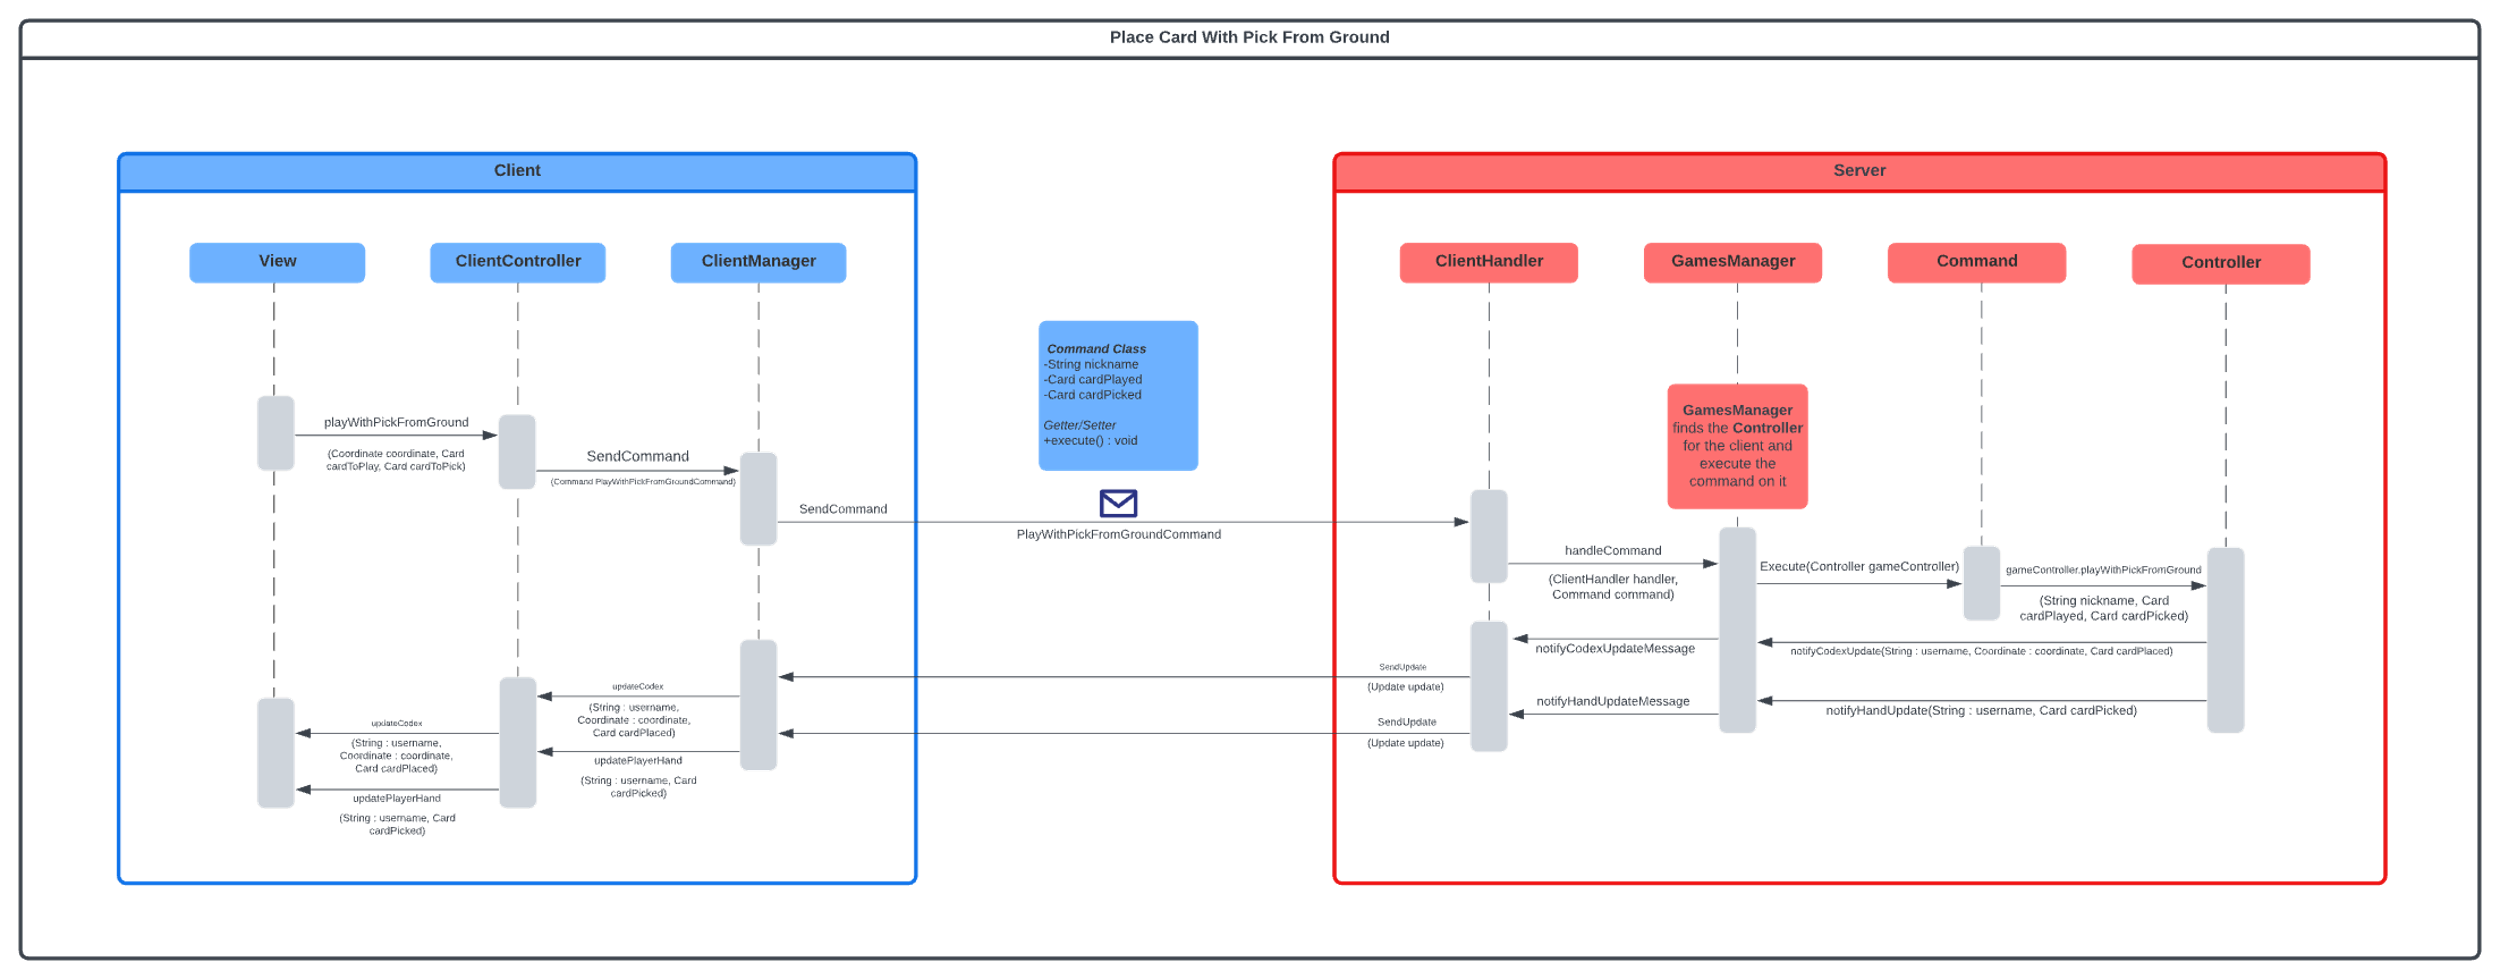 Place Card With Pick From Ground
Client
View
ClientController
ClientManager
playWithPickFromGround
(Coordinate coordinate, Card
cardToPlay, Card cardToPick)
SendCommand
(Command PlayWithPickFromGroundCommand)
SendCommand
Command Class
-String nickname
-Card cardPlayed
-Card cardPicked
Getter/Setter
+execute() : void
PlayWithPickFromGroundCommand
Server
ClientHandler
GamesManager
Command
Controller
GamesManager
finds the Controller
for the client and
execute the
command on it
handleCommand
(ClientHandler handler,
Command command)
Execute(Controller gameController)
gameController.playWithPickFromGround
(String nickname, Card
cardPlayed, Card cardPicked)
notifyCodexUpdate(String : username, Coordinate : coordinate, Card cardPlaced)
notifyCodexUpdateMessage
SendUpdate
(Update update)
notifyHandUpdate(String : username, Card cardPicked)
notifyHandUpdateMessage
SendUpdate
(Update update)
updateCodex
(String : username,
Coordinate : coordinate,
Card cardPlaced)
updatePlayerHand
(String : username, Card
cardPicked)
updateCodex
(String : username,
Coordinate : coordinate,
Card cardPlaced)
updatePlayerHand
(String : username, Card
cardPicked)